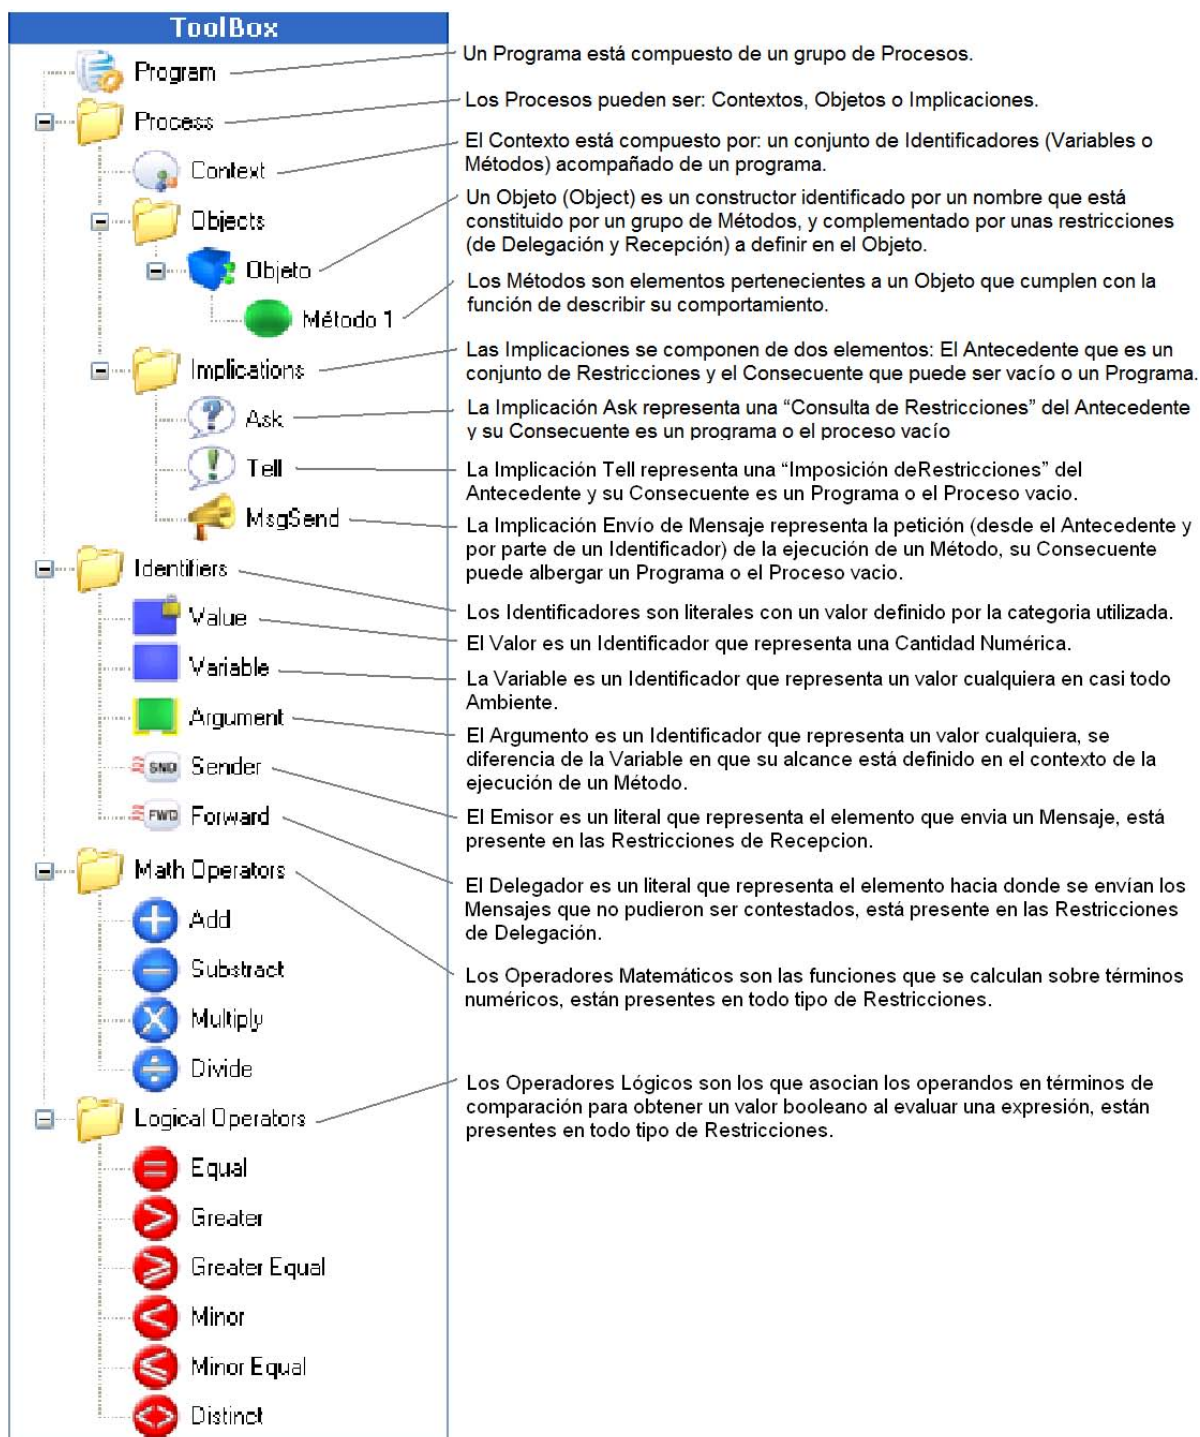 ToolBox
Program
Un Programa está compuesto de un grupo de Procesos.
Process
Los Procesos pueden ser: Contextos, Objetos o Implicaciones.
Context
El Contexto está compuesto por: un conjunto de Identificadores (Variables o
Métodos) acompañado de un programa.
Objects
Un Objeto (Object) es un constructor identificado por un nombre que está
constituido por un grupo de Métodos, y complementado por unas restricciones
(de Delegación y Recepción) a definir en el Objeto.
Objeto
Método 1
Los Métodos son elementos pertenecientes a un Objeto que cumplen con la
función de describir su comportamiento.
Implications
Las Implicaciones se componen de dos elementos: El Antecedente que es un
conjunto de Restricciones y el Consecuente que puede ser vacío o un Programa.
Ask
La Implicación Ask representa una “Consulta de Restricciones” del Antecedente
y su Consecuente es un programa o el proceso vacío
Tell
La Implicación Tell representa una “Imposición deRestricciones” del
Antecedente y su Consecuente es un Programa o el Proceso vacio.
MsgSend
La Implicación Envío de Mensaje representa la petición (desde el Antecedente y
por parte de un Identificador) de la ejecución de un Método, su Consecuente
puede albergar un Programa o el Proceso vacio.
Identifiers
Los Identificadores son literales con un valor definido por la categoria utilizada.
Value
El Valor es un Identificador que representa una Cantidad Numérica.
Variable
La Variable es un Identificador que representa un valor cualquiera en casi todo
Ambiente.
Argument
El Argumento es un Identificador que representa un valor cualquiera, se
diferencia de la Variable en que su alcance está definido en el contexto de la
ejecución de un Método.
SND Sender
El Emisor es un literal que representa el elemento que envia un Mensaje, está
presente en las Restricciones de Recepcion.
FWD Forward
El Delegador es un literal que representa el elemento hacia donde se envían los
Mensajes que no pudieron ser contestados, está presente en las Restricciones
de Delegación.
Math Operators
Los Operadores Matemáticos son las funciones que se calculan sobre términos
numéricos, están presentes en todo tipo de Restricciones.
Add
Substract
Multiply
Divide
Logical Operators
Los Operadores Lógicos son los que asocian los operandos en términos de
comparación para obtener un valor booleano al evaluar una expresión, están
presentes en todo tipo de Restricciones.
Equal
Greater
Greater Equal
Minor
Minor Equal
Distinct